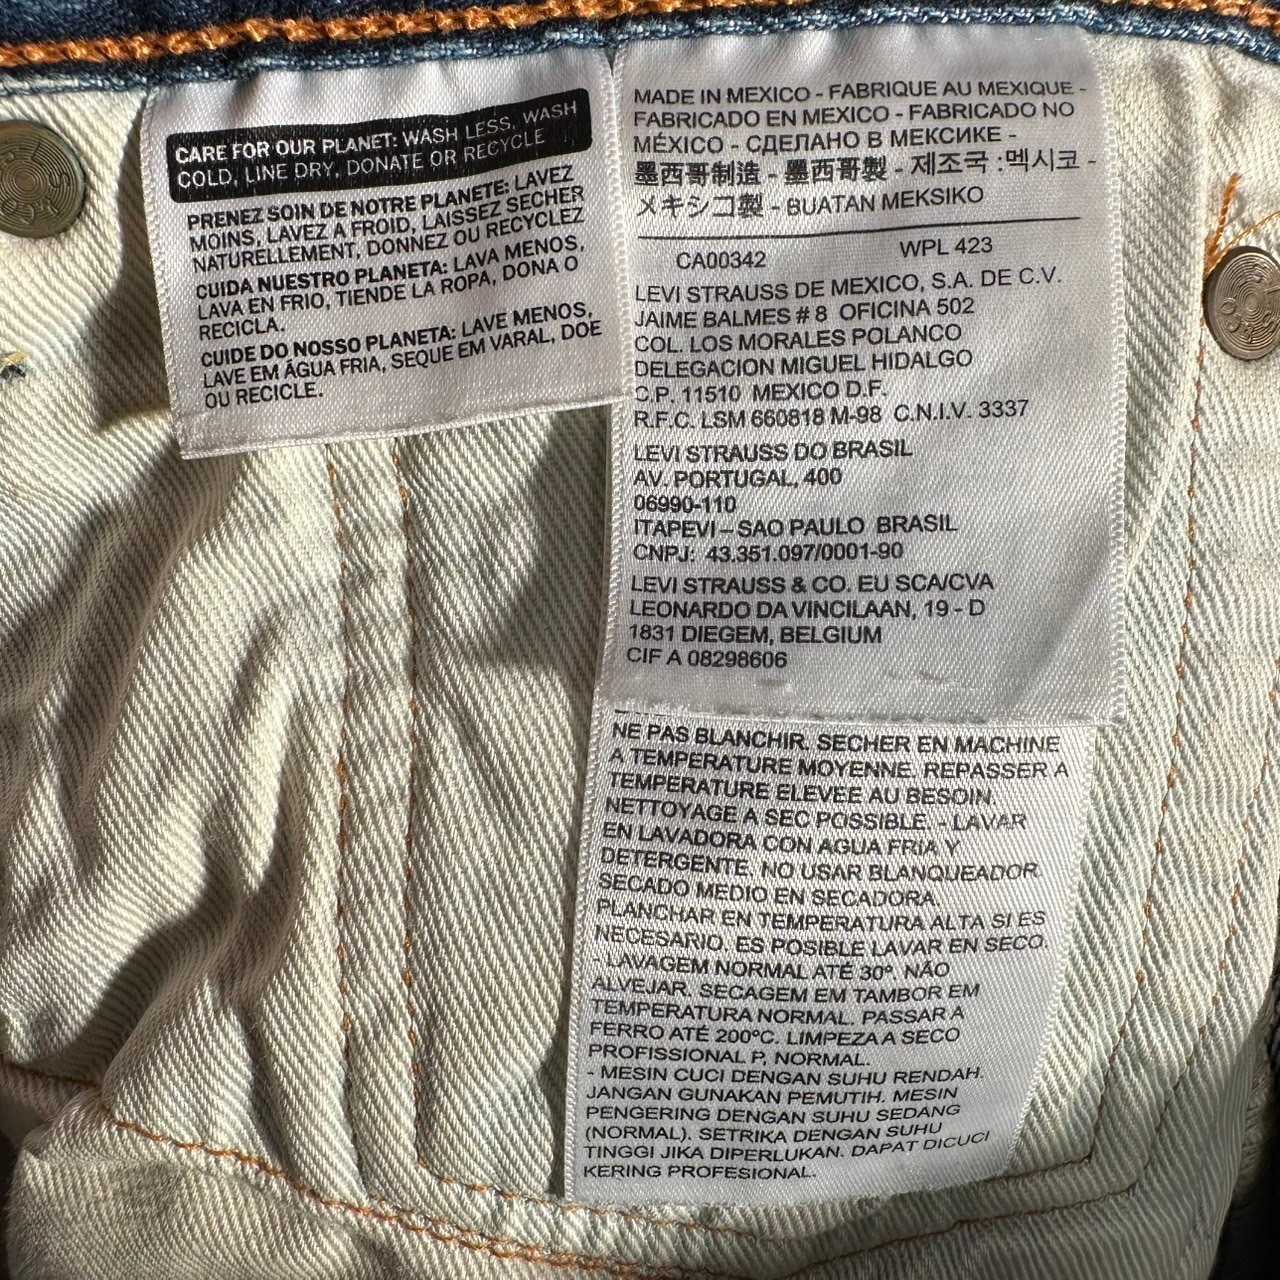 CARE FOR OUR PLANET: WASH LESS, WASH
COLD, LINE DRY, DONATE OR RECYCLE
PRENEZ SOIN DE NOTRE PLANETE: LAVEZ
MOINS, LAVEZ A FROID, LAISSEZ SECHER
NATURELLEMENT, DONNEZ OU RECYCLEZ
CUIDA NUESTRO PLANETA: LAVA MENOS,
LAVA EN FRIO, TIENDE LA ROPA, DONA O
RECICLA.
CUIDE DO NOSSO PLANETA: LAVE MENOS,
LAVE EM ÁGUA FRIA, SEQUE EM VARAL, DOE
OU RECICLE.
MADE IN MEXICO - FABRIQUE AU MEXIQUE -
FABRICADO EN MEXICO - FABRICADO NO
MÉXICO - СДЕЛАНО В МЕКСИКЕ -
墨西哥制造 - 墨西哥製 - 제조국 :멕시코 -
メキシコ製 - BUATAN MEKSIKO
CA00342 WPL 423
LEVI STRAUSS DE MEXICO, S.A. DE C.V.
JAIME BALMES # 8 OFICINA 502
COL. LOS MORALES POLANCO
DELEGACION MIGUEL HIDALGO
C.P. 11510 MEXICO D.F.
R.F.C. LSM 660818 M-98 C.N.I.V. 3337
LEVI STRAUSS DO BRASIL
AV. PORTUGAL, 400
06990-110
ITAPEVI – SAO PAULO BRASIL
CNPJ: 43.351.097/0001-90
LEVI STRAUSS & CO. EU SCA/CVA
LEONARDO DA VINCILAAN, 19 - D
1831 DIEGEM, BELGIUM
CIF A 08298606
NE PAS BLANCHIR. SECHER EN MACHINE
A TEMPERATURE MOYENNE. REPASSER A
TEMPERATURE ELEVEE AU BESOIN.
NETTOYAGE A SEC POSSIBLE. - LAVAR
EN LAVADORA CON AGUA FRIA Y
DETERGENTE. NO USAR BLANQUEADOR.
SECADO MEDIO EN SECADORA.
PLANCHAR EN TEMPERATURA ALTA SI ES
NECESARIO. ES POSIBLE LAVAR EN SECO.
- LAVAGEM NORMAL ATÉ 30º. NÃO
ALVEJAR. SECAGEM EM TAMBOR EM
TEMPERATURA NORMAL. PASSAR A
FERRO ATÉ 200ºC. LIMPEZA A SECO
PROFISSIONAL P, NORMAL.
- MESIN CUCI DENGAN SUHU RENDAH.
JANGAN GUNAKAN PEMUTIH. MESIN
PENGERING DENGAN SUHU SEDANG
(NORMAL). SETRIKA DENGAN SUHU
TINGGI JIKA DIPERLUKAN. DAPAT DICUCI
KERING PROFESIONAL.